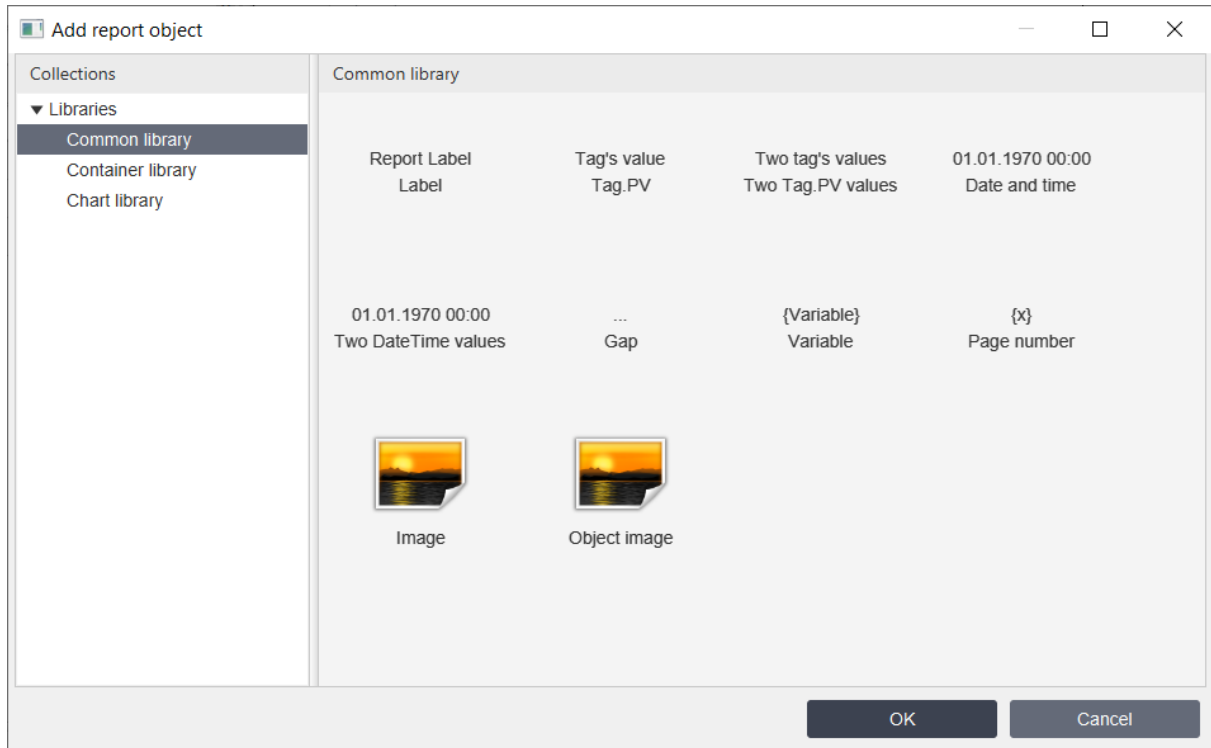 Add report object
Collections
Common library
Libraries
Common library
Container library
Chart library
Report Label
Label
Tag's value
Tag.PV
Two tag's values
Two Tag.PV values
01.01.1970 00:00
Date and time
01.01.1970 00:00
Two DateTime values
...
Gap
{Variable}
Variable
{x}
Page number
Image
Object image
OK
Cancel